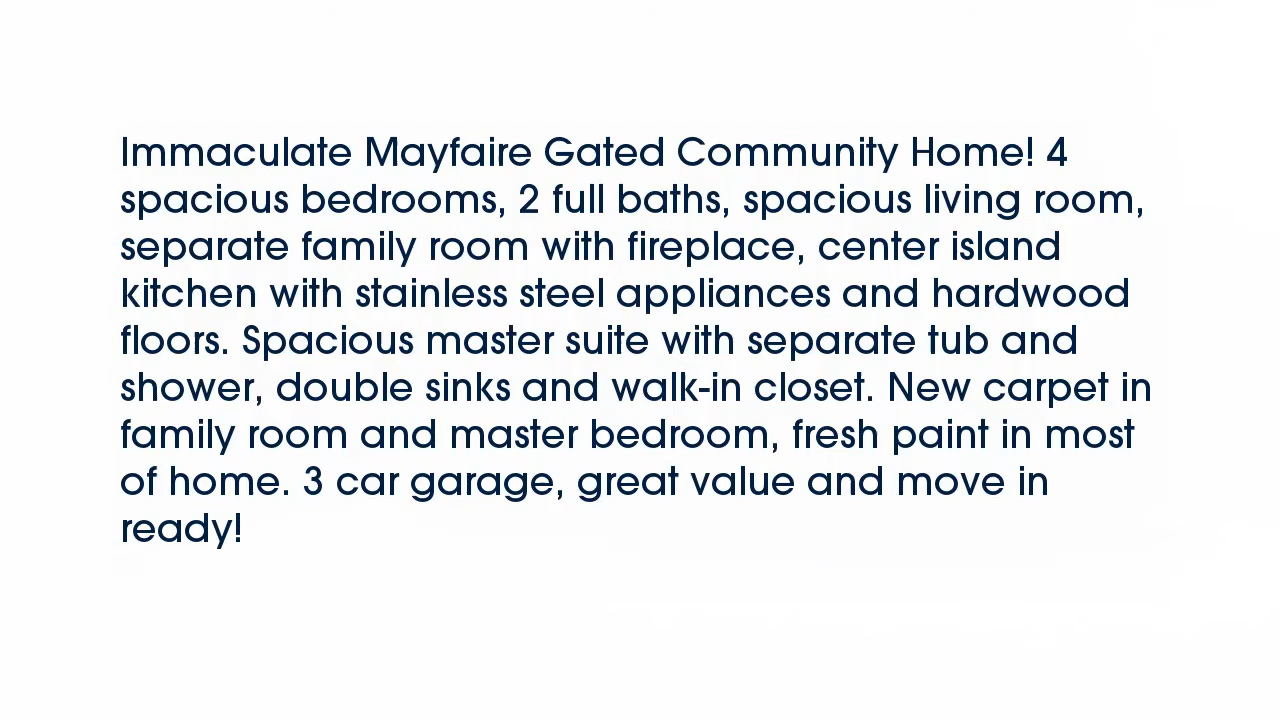 Immaculate Mayfaire Gated Community Home! 4
spacious bedrooms, 2 full baths, spacious living room,
separate family room with fireplace, center island
kitchen with stainless steel appliances and hardwood
floors. Spacious master suite with separate tub and
shower, double sinks and walk-in closet. New carpet in
family room and master bedroom, fresh paint in most
of home. 3 car garage, great value and move in
ready!